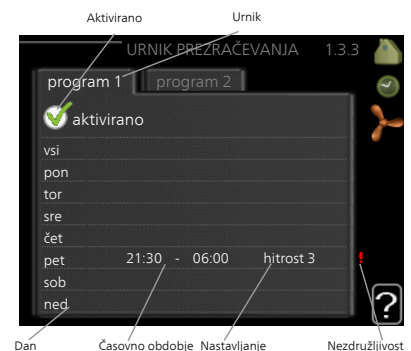 Aktivirano Urnik
URNIK PREZRAČEVANJA 1.3.3
program 1 program 2
aktivirano
vsi
pon
tor
sre
čet
pet 21:30 - 06:00 hitrost 3 !
sob
ned
?
Dan Časovno obdobje Nastavljanje Nezdružljivost